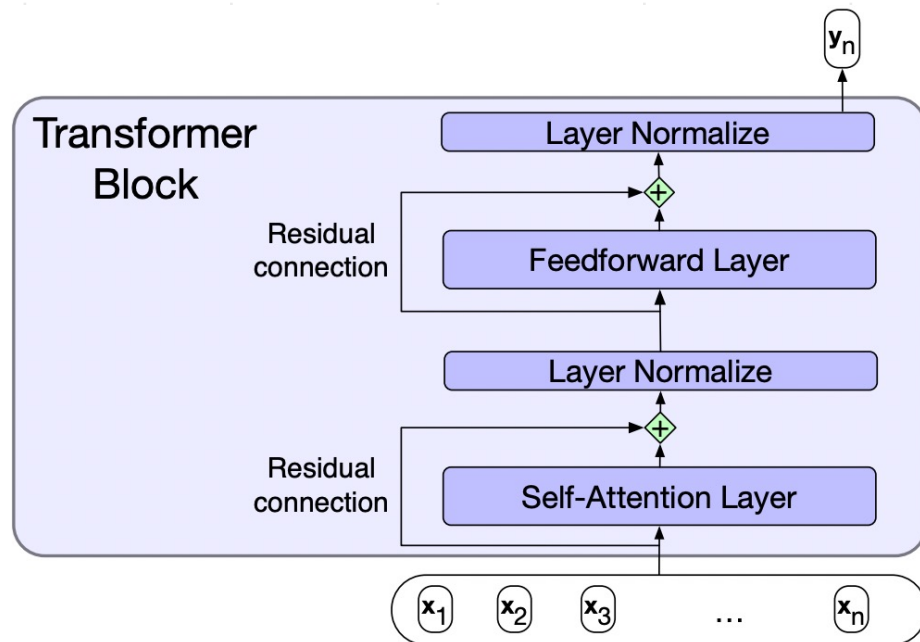 yn
Transformer
Block
Layer Normalize
+
Residual
connection
Feedforward Layer
Layer Normalize
+
Residual
connection
Self-Attention Layer
x1 x2 x3 ... xn